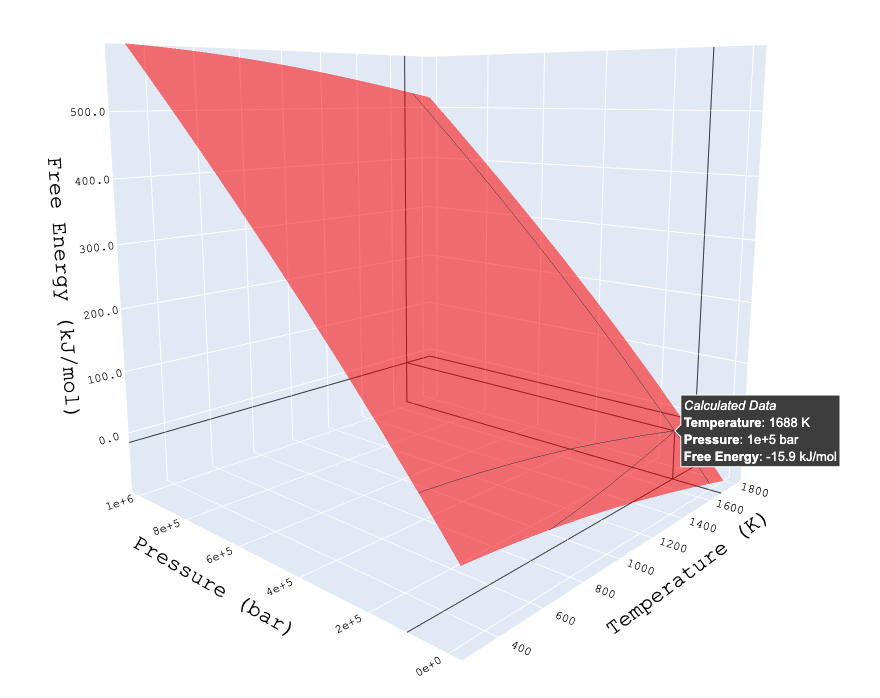 500.0
400.0
300.0
200.0
100.0
0.0
Free Energy (kJ/mol)
1e+6
8e+5
6e+5
4e+5
2e+5
0e+0
Pressure (bar)
400
600
800
1000
1200
1400
1600
1800
Temperature (K)
Calculated Data
Temperature: 1688 K
Pressure: 1e+5 bar
Free Energy: -15.9 kJ/mol